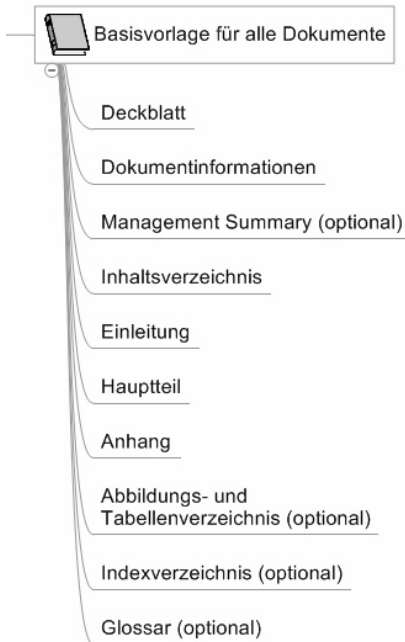 Basisvorlage für alle Dokumente
Deckblatt
Dokumentinformationen
Management Summary (optional)
Inhaltsverzeichnis
Einleitung
Hauptteil
Anhang
Abbildungs- und
Tabellenverzeichnis (optional)
Indexverzeichnis (optional)
Glossar (optional)